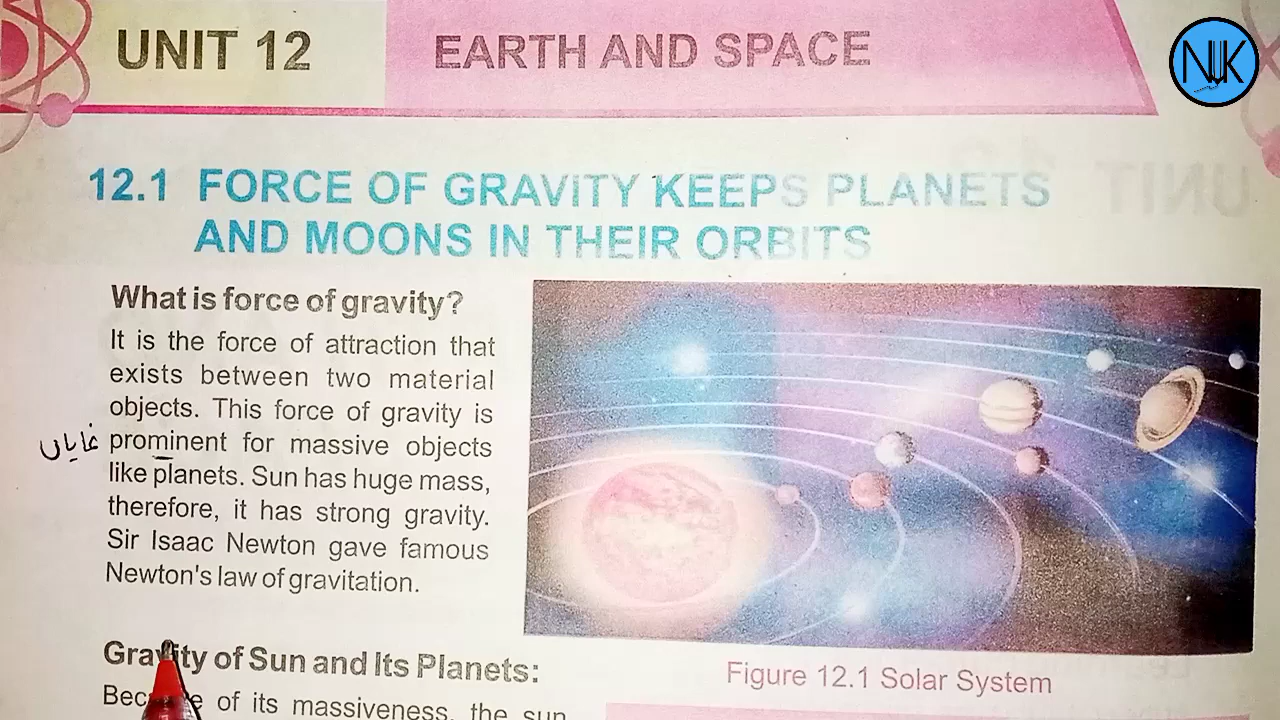 UNIT 12
EARTH AND SPACE
NUK
12.1 FORCE OF GRAVITY KEEPS PLANETS
AND MOONS IN THEIR ORBITS
What is force of gravity?
It is the force of attraction that
exists between two material
objects. This force of gravity is
نمایاں
prominent for massive objects
like planets. Sun has huge mass,
therefore, it has strong gravity.
Sir Isaac Newton gave famous
Newton's law of gravitation.
Figure 12.1 Solar System
Gravity of Sun and Its Planets:
of its massiveness, the sun